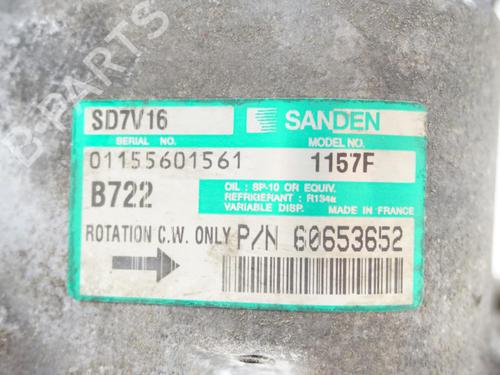 SD7V16
SANDEN
SERIAL NO.
MODEL NO.
01155601561
1157F
B722
OIL : SP-10 OR EQUIV.
REFRIGERANT : R134a
VARIABLE DISP. MADE IN FRANCE
ROTATION C.W. ONLY P/N 60653652
B-PARTS